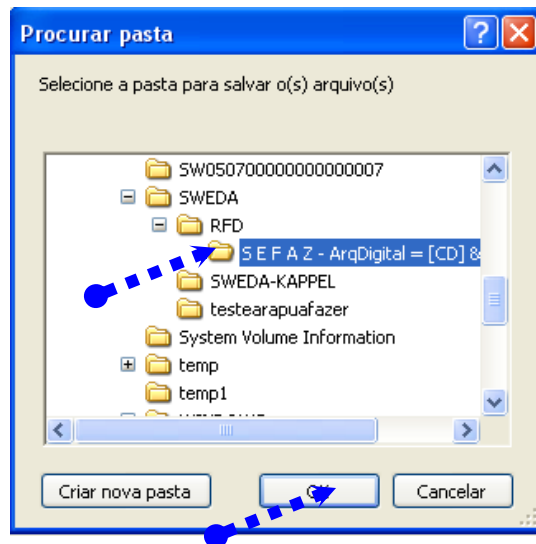 Procurar pasta
Selecione a pasta para salvar o(s) arquivo(s)
SW050700000000000007
SWEDA
RFD
S E F A Z - ArqDigital = [CD] &
SWEDA-KAPPEL
testearapuafazer
System Volume Information
temp
temp1
Criar nova pasta
Cancelar